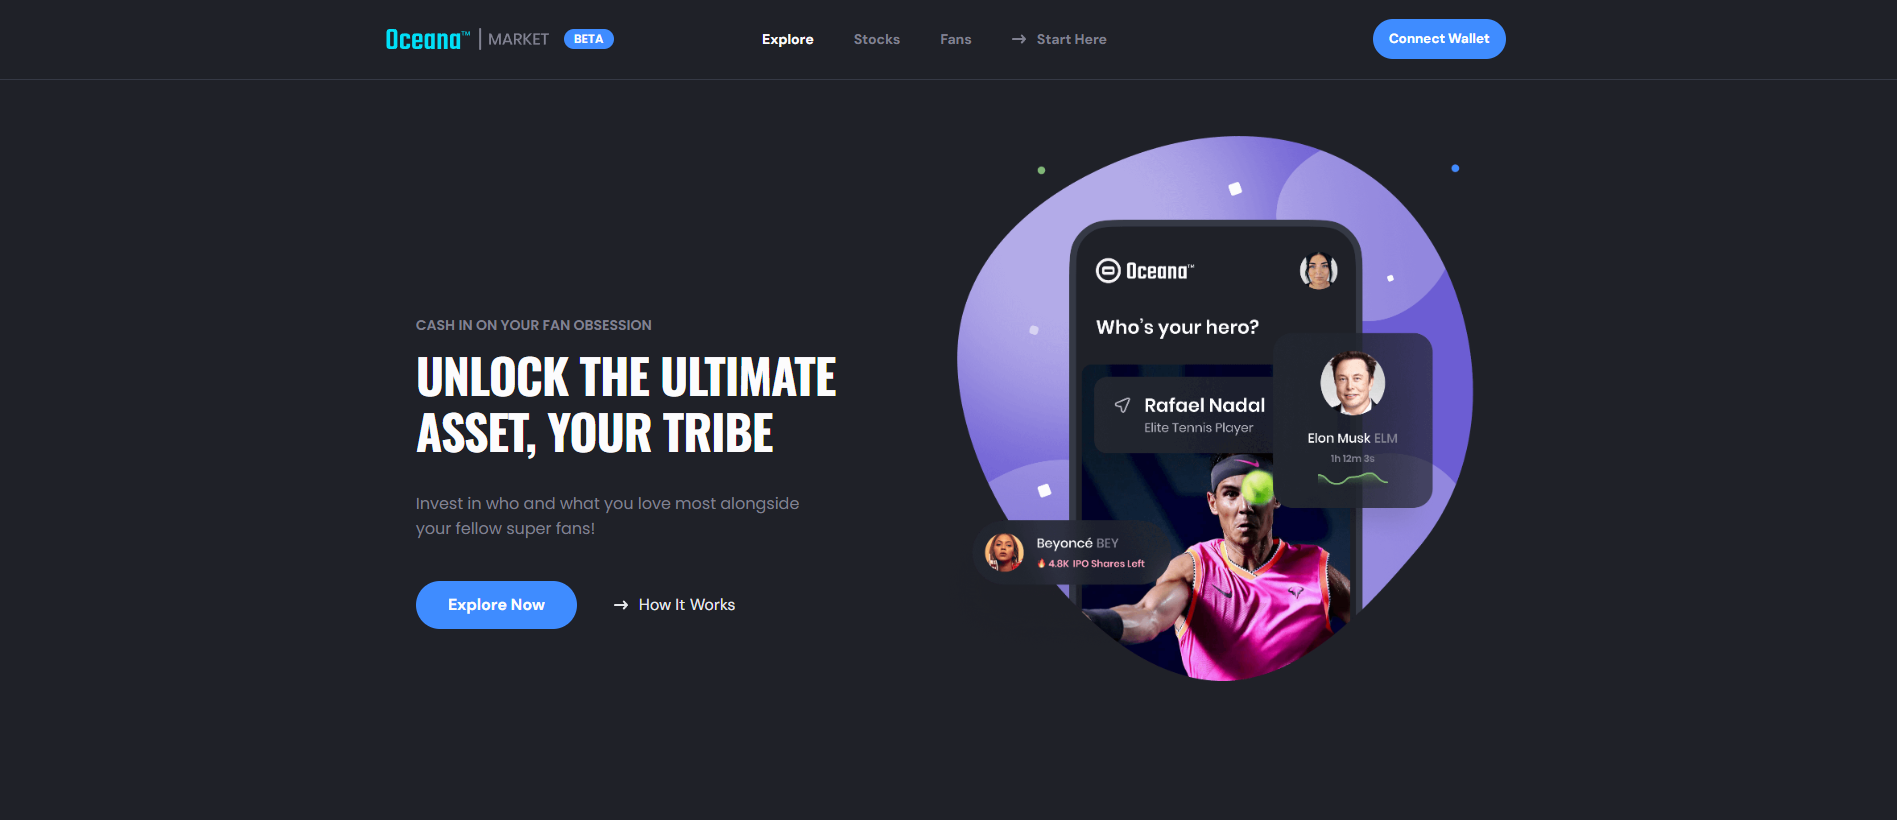 Oceana™ | MARKET BETA
Explore Stocks Fans → Start Here
Connect Wallet
CASH IN ON YOUR FAN OBSESSION
UNLOCK THE ULTIMATE
ASSET, YOUR TRIBE
Invest in who and what you love most alongside
your fellow super fans!
Explore Now
→ How It Works
Oceana™
Who's your hero?
Rafael Nadal
Elite Tennis Player
Elon Musk ELM
1h 12m 3s
Beyoncé BEY
🔥 4.8K IPO Shares Left